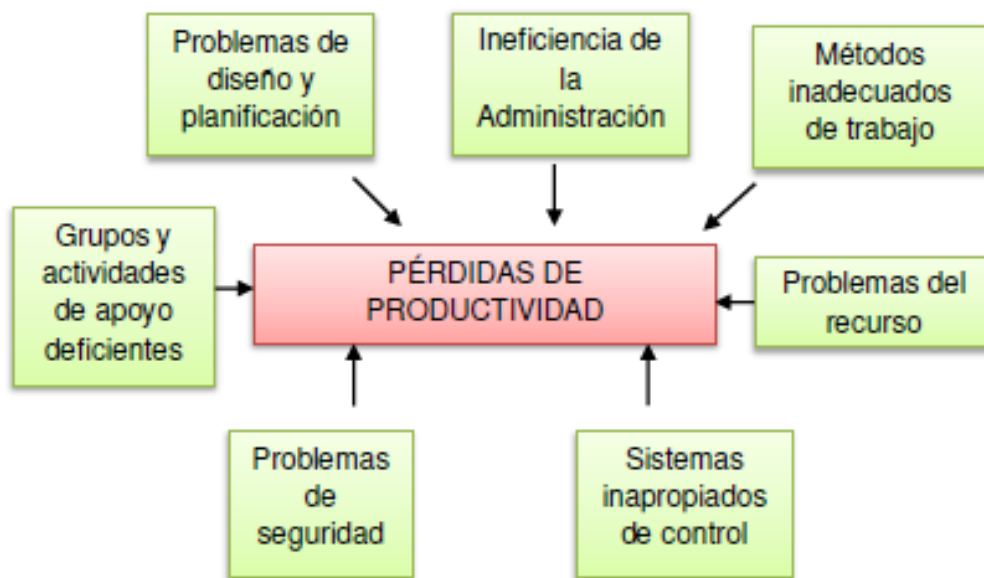 Problemas de
diseño y
planificación
Ineficiencia de
la
Administración
Métodos
inadecuados
de trabajo
Grupos y
actividades
de apoyo
deficientes
PÉRDIDAS DE
PRODUCTIVIDAD
Problemas del
recurso
Problemas
de
seguridad
Sistemas
inapropiados
de control